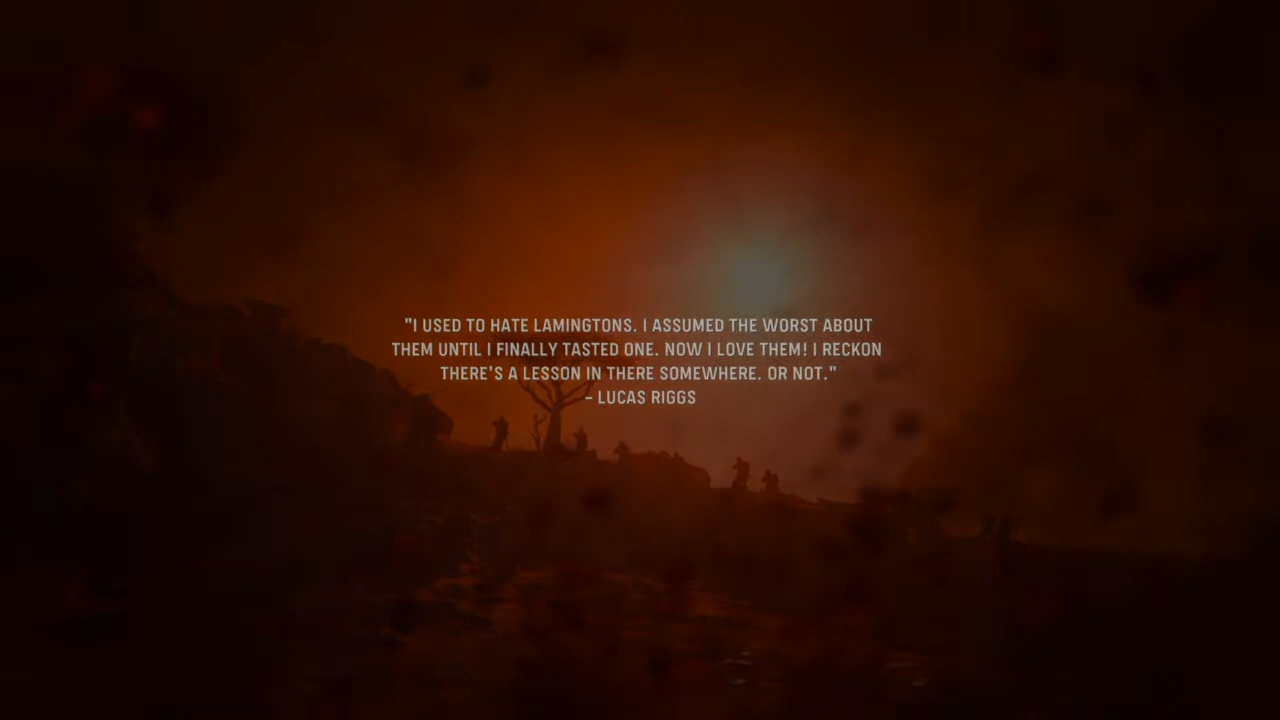 "I USED TO HATE LAMINGTONS. I ASSUMED THE WORST ABOUT
THEM UNTIL I FINALLY TASTED ONE. NOW I LOVE THEM! I RECKON
THERE'S A LESSON IN THERE SOMEWHERE. OR NOT."
- LUCAS RIGGS